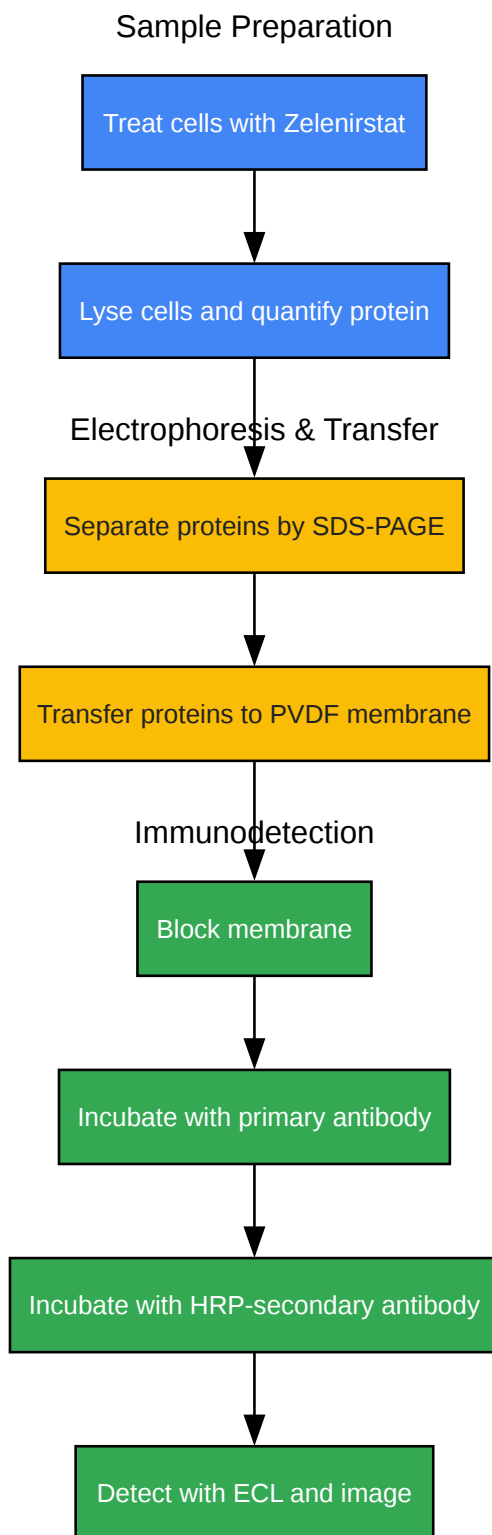 Sample Preparation
Treat cells with Zelenirstat
Lyse cells and quantify protein
Electrophoresis & Transfer
Separate proteins by SDS-PAGE
Transfer proteins to PVDF membrane
Immunodetection
Block membrane
Incubate with primary antibody
Incubate with HRP-secondary antibody
Detect with ECL and image